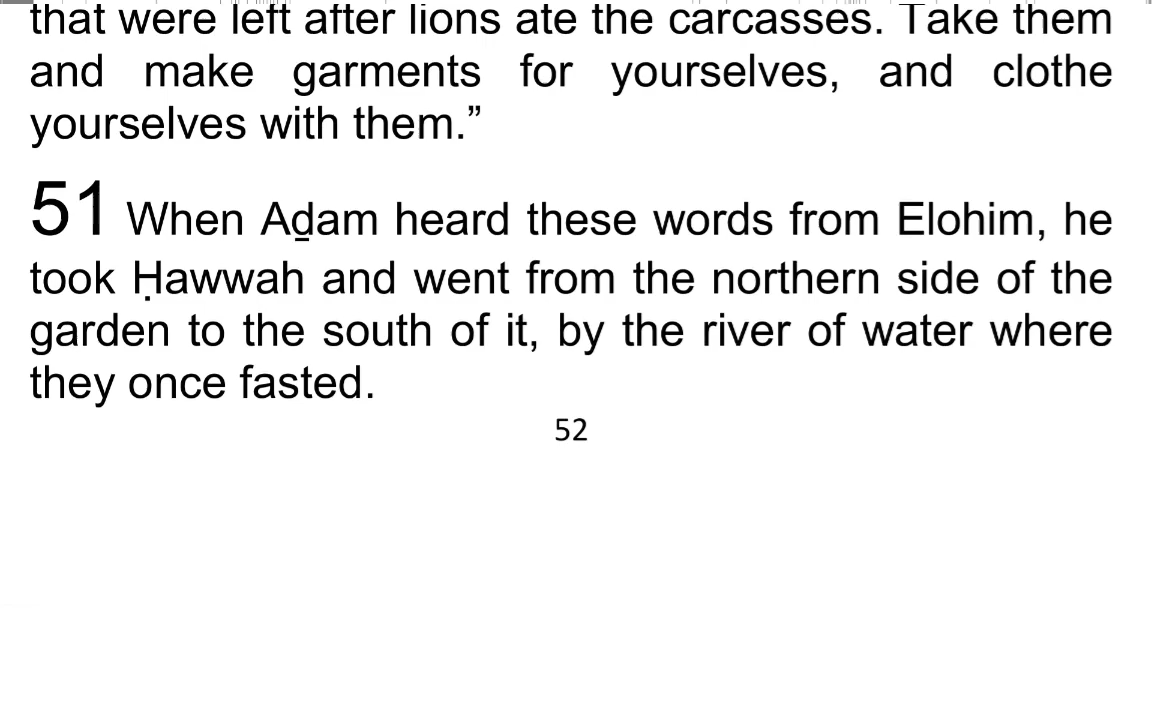 that were left after lions ate the carcasses. Take them
and make garments for yourselves, and clothe
yourselves with them.”
51 When Aḏam heard these words from Elohim, he
took Ḥawwah and went from the northern side of the
garden to the south of it, by the river of water where
they once fasted.
52